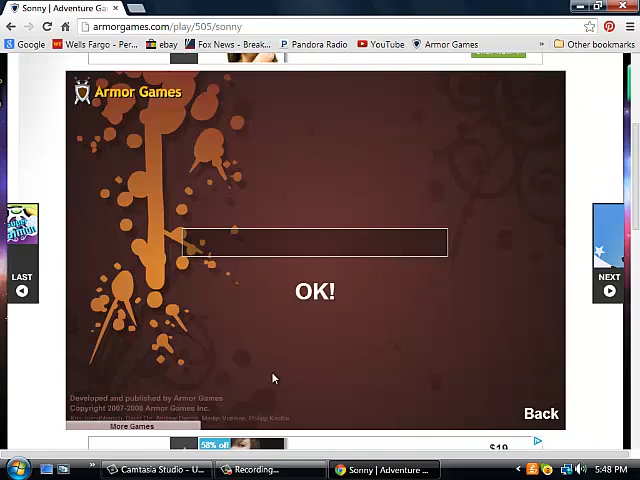 Sonny | Adventure Ga
armorgames.com/play/505/sonny
Google
Wells Fargo - Per...
ebay
Fox News - Break...
Pandora Radio
YouTube
Armor Games
»
Other bookmarks
Armor Games
LAST
NEXT
OK!
Developed and published by Armor Games
Copyright 2007-2008 Armor Games Inc.
Back
More Games
58% off
$19
Start
»
Camtasia Studio - U...
Recording...
Sonny | Adventure ...
5:48 PM